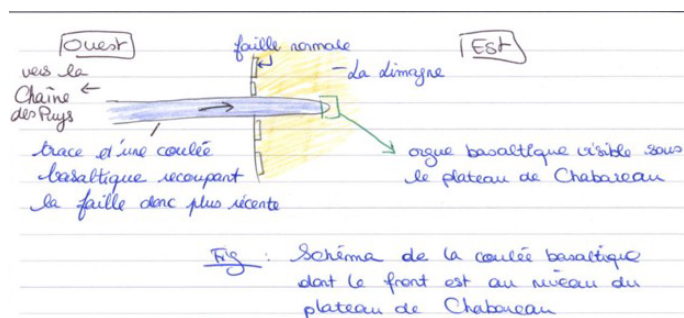 Ouest
faille normale
Est
vers la
Chaîne
des Puys
- La Limagne
trace d'une coulée
basaltique recoupant
la faille donc plus récente
orgue basaltique visible sous
le plateau de Chabareau
Fig : Schéma de la coulée basaltique
dont le front est au niveau du
plateau de Chabareau